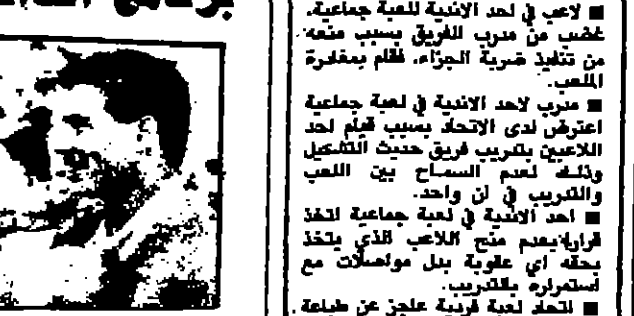 ■ لاعب في احد الاندية للعبة جماعية،
غضب من مدرب الفريق بسبب منعه
من تنفيذ ضربة الجزاء، فقام بمغادرة
الملعب.
■ مدرب لاحد الاندية في لعبة جماعية
اعترض لدى الاتحاد بسبب قيام احد
اللاعبين بتدريب فريق حديث التشكيل
وذلك لعدم السماح بين اللعب
والتدريب في آن واحد.
■ احد الاندية في لعبة جماعية اتخذ
قرارا بعدم منح اللاعب الذي يتخذ
بحقه اي عقوبة بدل مواصلات مع
استمراره بالتدريب.
■ اتحاد لعبة فردية عاجز عن طباعة